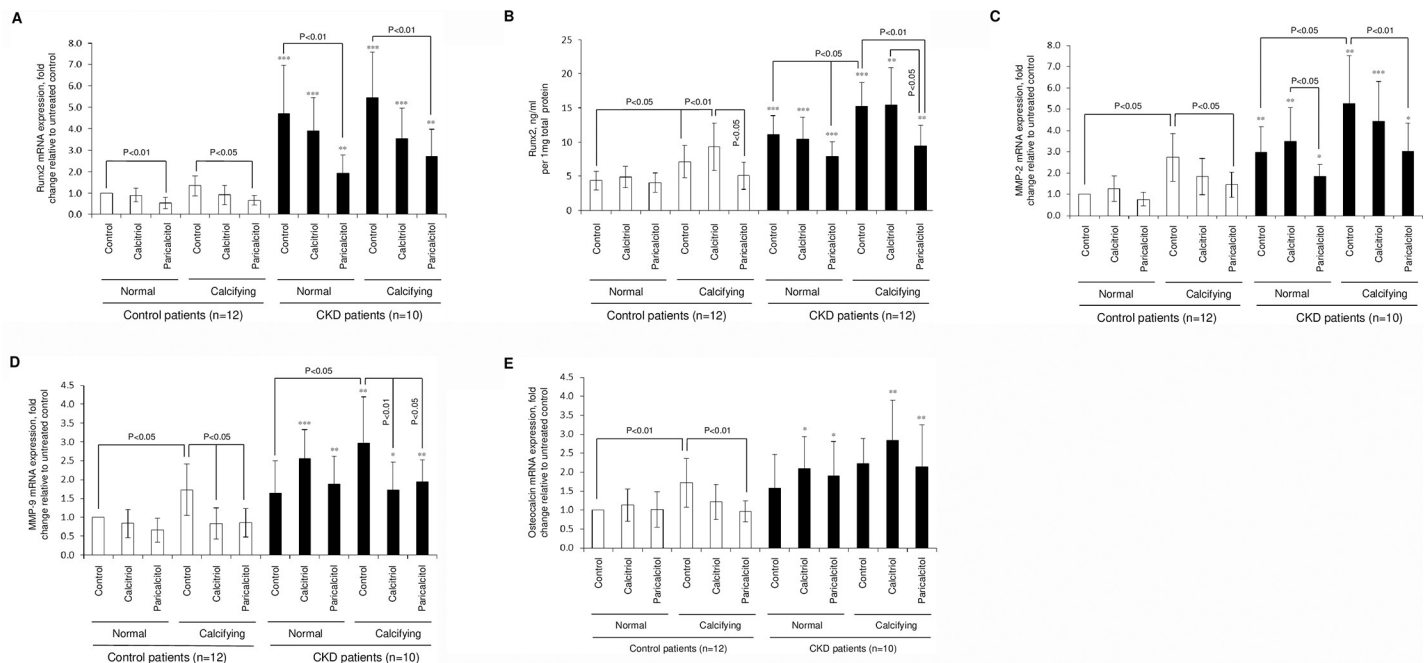 A
Runx2 mRNA expression, fold
change relative to untreated control
8.0
7.0
6.0
5.0
4.0
3.0
2.0
1.0
0.0
P<0.01
P<0.05
P<0.01
P<0.01
***
***
**
***
***
**
Control
Calcitriol
Paricalcitol
Control
Calcitriol
Paricalcitol
Control
Calcitriol
Paricalcitol
Control
Calcitriol
Paricalcitol
Normal
Calcifying
Normal
Calcifying
Control patients (n=12)
CKD patients (n=10)
B
Runx2, ng/ml
per 1mg total protein
25
20
15
10
5
0
P<0.05
P<0.01
P<0.05
P<0.05
P<0.01
P<0.05
***
***
***
***
**
**
Control
Calcitriol
Paricalcitol
Control
Calcitriol
Paricalcitol
Control
Calcitriol
Paricalcitol
Control
Calcitriol
Paricalcitol
Normal
Calcifying
Normal
Calcifying
Control patients (n=12)
CKD patients (n=12)
C
MMP-2 mRNA expression, fold
change relative to untreated control
8.0
7.0
6.0
5.0
4.0
3.0
2.0
1.0
0.0
P<0.05
P<0.05
P<0.05
P<0.05
P<0.01
**
**
*
**
***
*
Control
Calcitriol
Paricalcitol
Control
Calcitriol
Paricalcitol
Control
Calcitriol
Paricalcitol
Control
Calcitriol
Paricalcitol
Normal
Calcifying
Normal
Calcifying
Control patients (n=12)
CKD patients (n=10)
D
MMP-9 mRNA expression, fold
change relative to untreated control
4.5
4.0
3.5
3.0
2.5
2.0
1.5
1.0
0.5
0.0
P<0.05
P<0.05
P<0.05
P<0.01
P<0.05
***
**
**
*
**
Control
Calcitriol
Paricalcitol
Control
Calcitriol
Paricalcitol
Control
Calcitriol
Paricalcitol
Control
Calcitriol
Paricalcitol
Normal
Calcifying
Normal
Calcifying
Control patients (n=12)
CKD patients (n=10)
E
Osteocalcin mRNA expression, fold
change relative to untreated control
4.5
4.0
3.5
3.0
2.5
2.0
1.5
1.0
0.5
0.0
P<0.01
P<0.01
*
*
**
**
Control
Calcitriol
Paricalcitol
Control
Calcitriol
Paricalcitol
Control
Calcitriol
Paricalcitol
Control
Calcitriol
Paricalcitol
Normal
Calcifying
Normal
Calcifying
Control patients (n=12)
CKD patients (n=10)